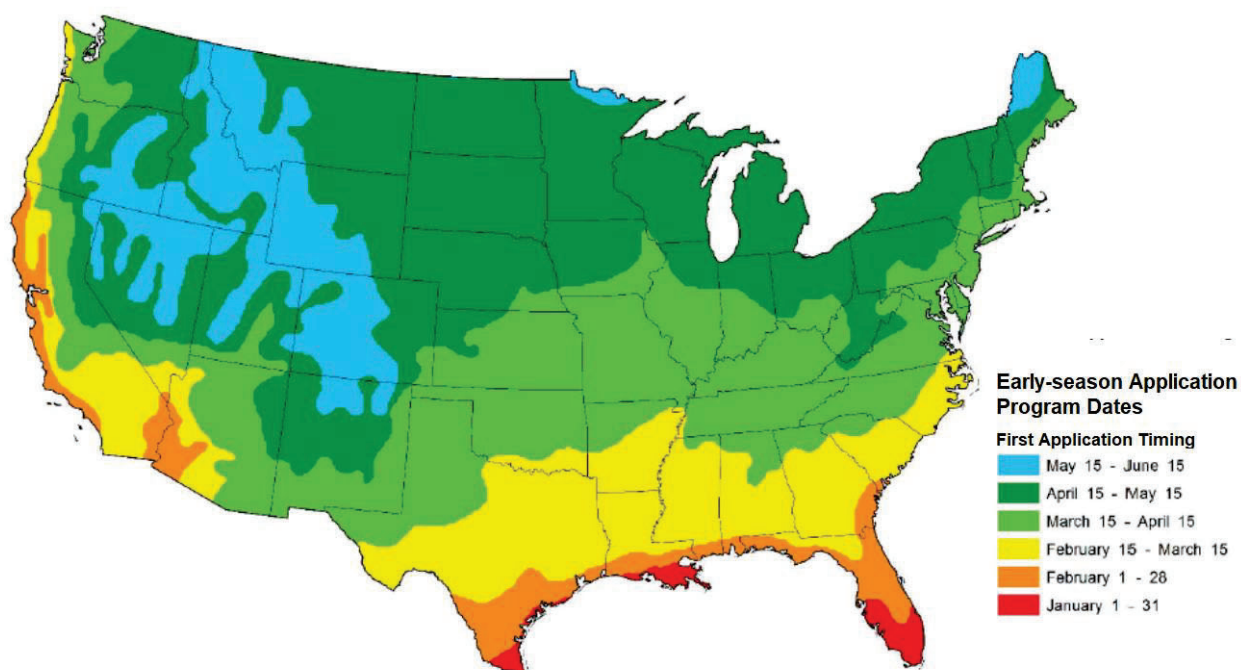 Early-season Application
Program Dates
First Application Timing
May 15 - June 15
April 15 - May 15
March 15 - April 15
February 15 - March 15
February 1 - 28
January 1 - 31